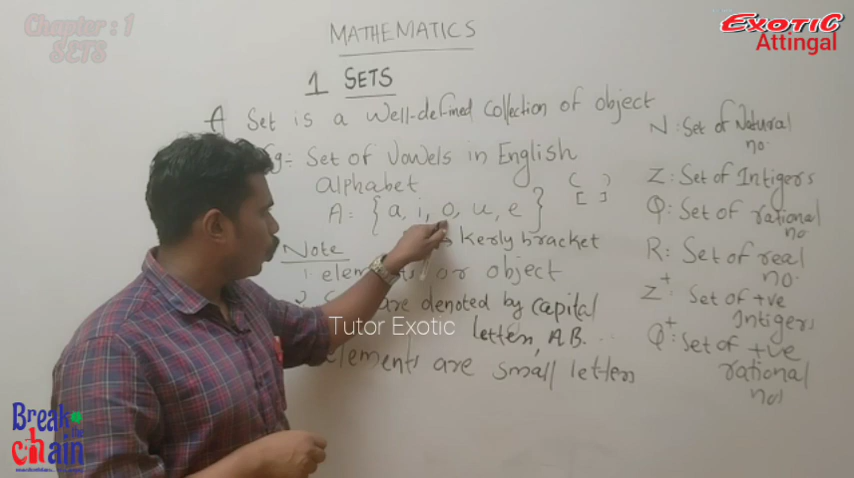 Chapter : 1
SETS
EXOTIC
Attingal
MATHEMATICS
1 SETS
A Set is a well-defined collection of object
Eg:- Set of Vowels in English
alphabet
A: {a, i, o, u, e}
( )
[ ]
kerly bracket
Note
1. elements or object
2. are denoted by capital
letters, A B. ...
elements are small letters
N : Set of Natural
no.
Z : Set of Intigers
Q : Set of rational
no
R : Set of real
no.
Z+ : Set of +ve
Intigers
Q+ : Set of +ve
rational
no
Tutor Exotic
Break
the
chain